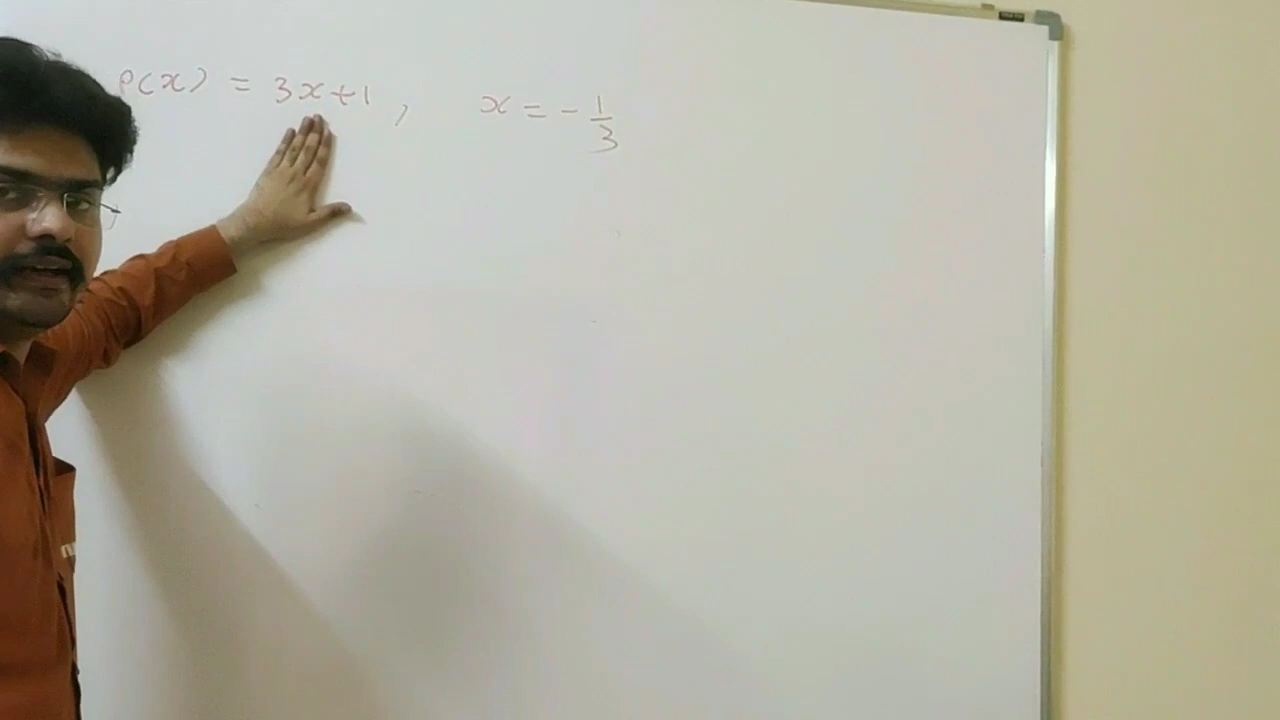 p(x) = 3x+1, x = -1/3